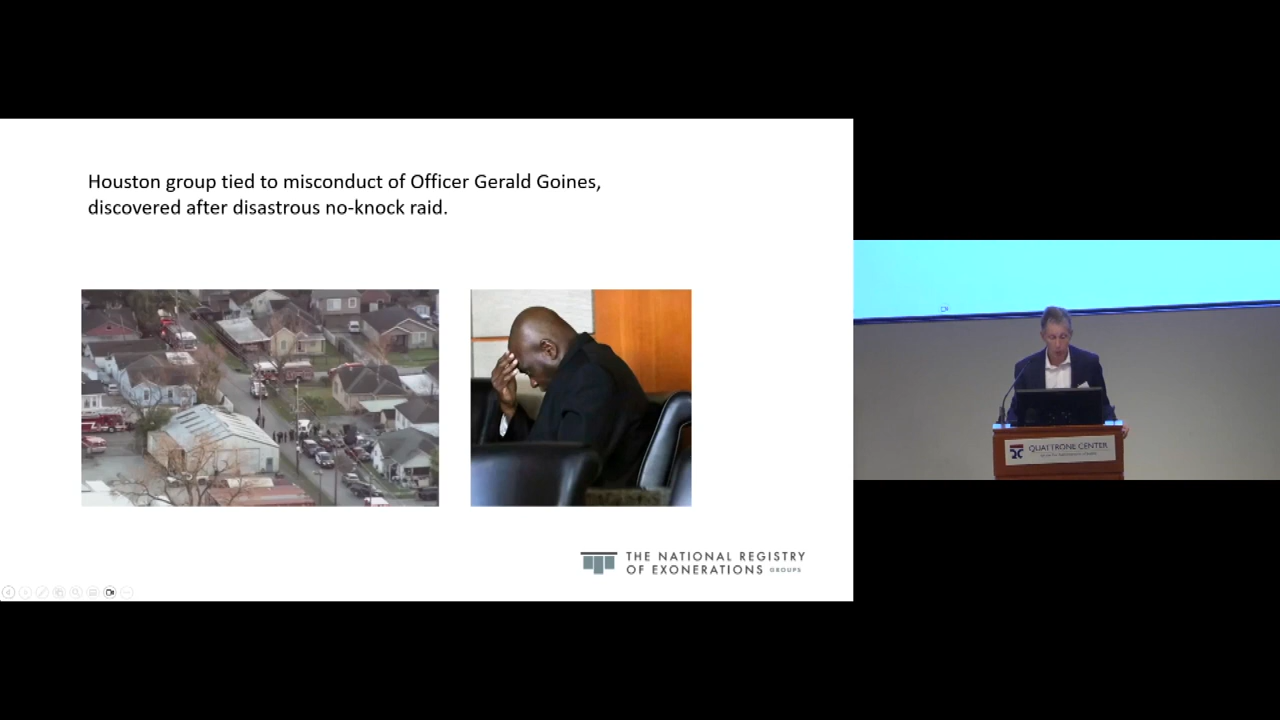 Houston group tied to misconduct of Officer Gerald Goines,
discovered after disastrous no-knock raid.
THE NATIONAL REGISTRY
OF EXONERATIONS GROUPS
QUATTRONE CENTER